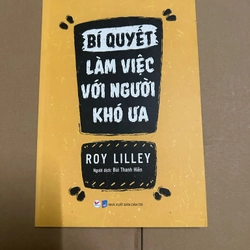 BÍ QUYẾT
LÀM VIỆC
VỚI NGƯỜI
KHÓ ƯA
ROY LILLEY
Người dịch: Bùi Thanh Hiền